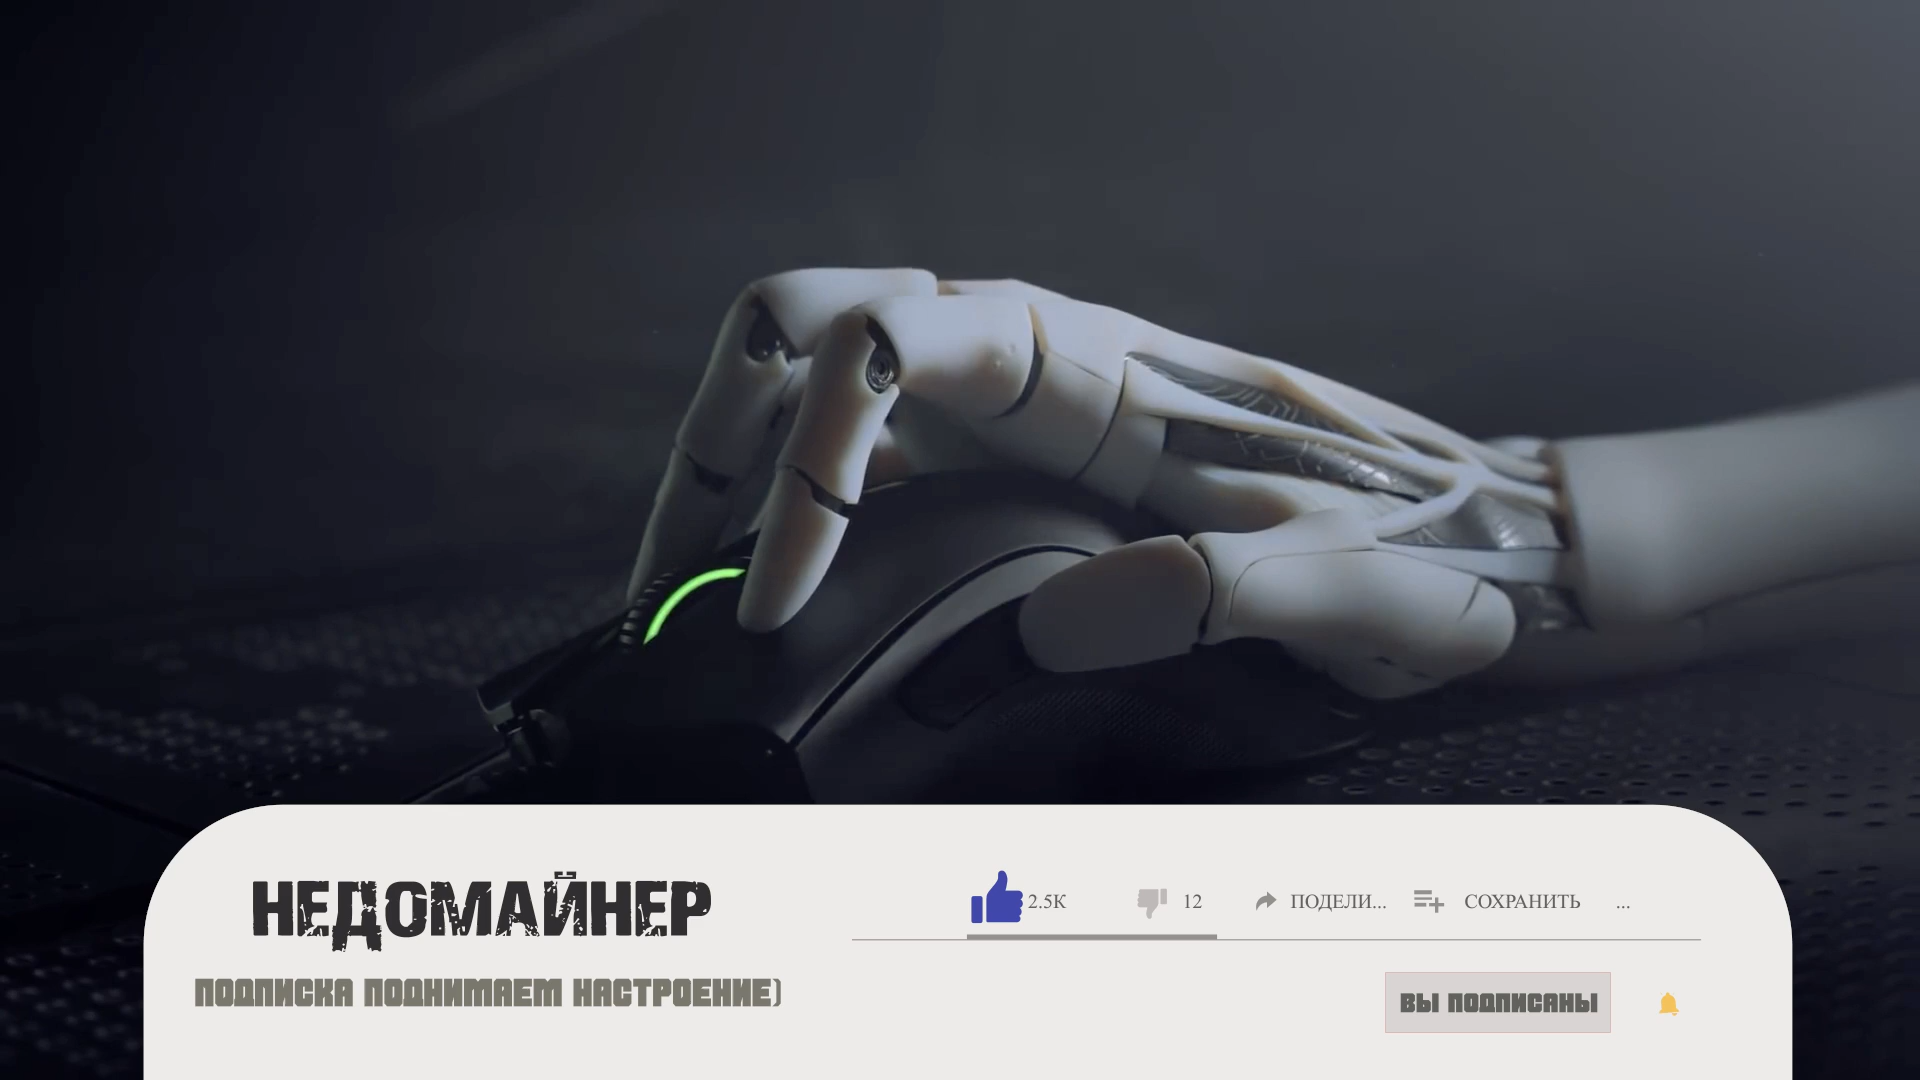 НЕДОМАЙНЕР
ПОДПИСКА ПОДНИМАЕМ НАСТРОЕНИЕ)
2.5K 12 ПОДЕЛИ... СОХРАНИТЬ ...
ВЫ ПОДПИСАНЫ